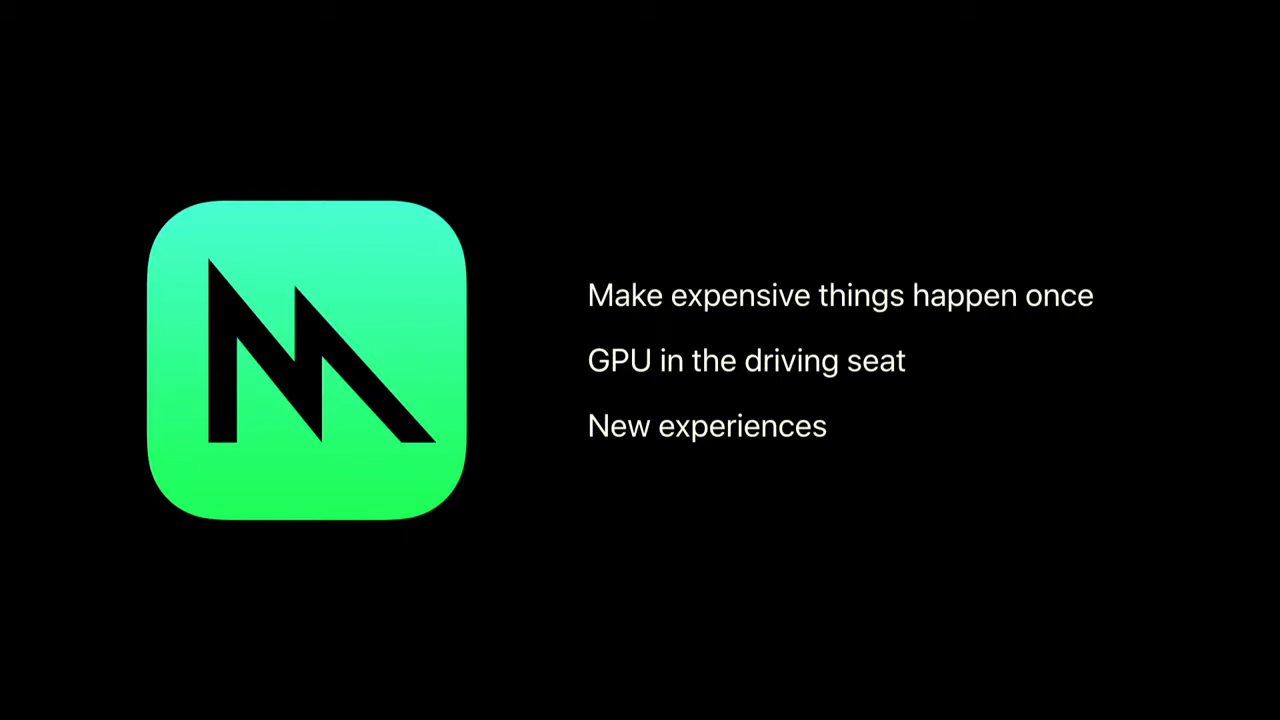 Make expensive things happen once
GPU in the driving seat
New experiences